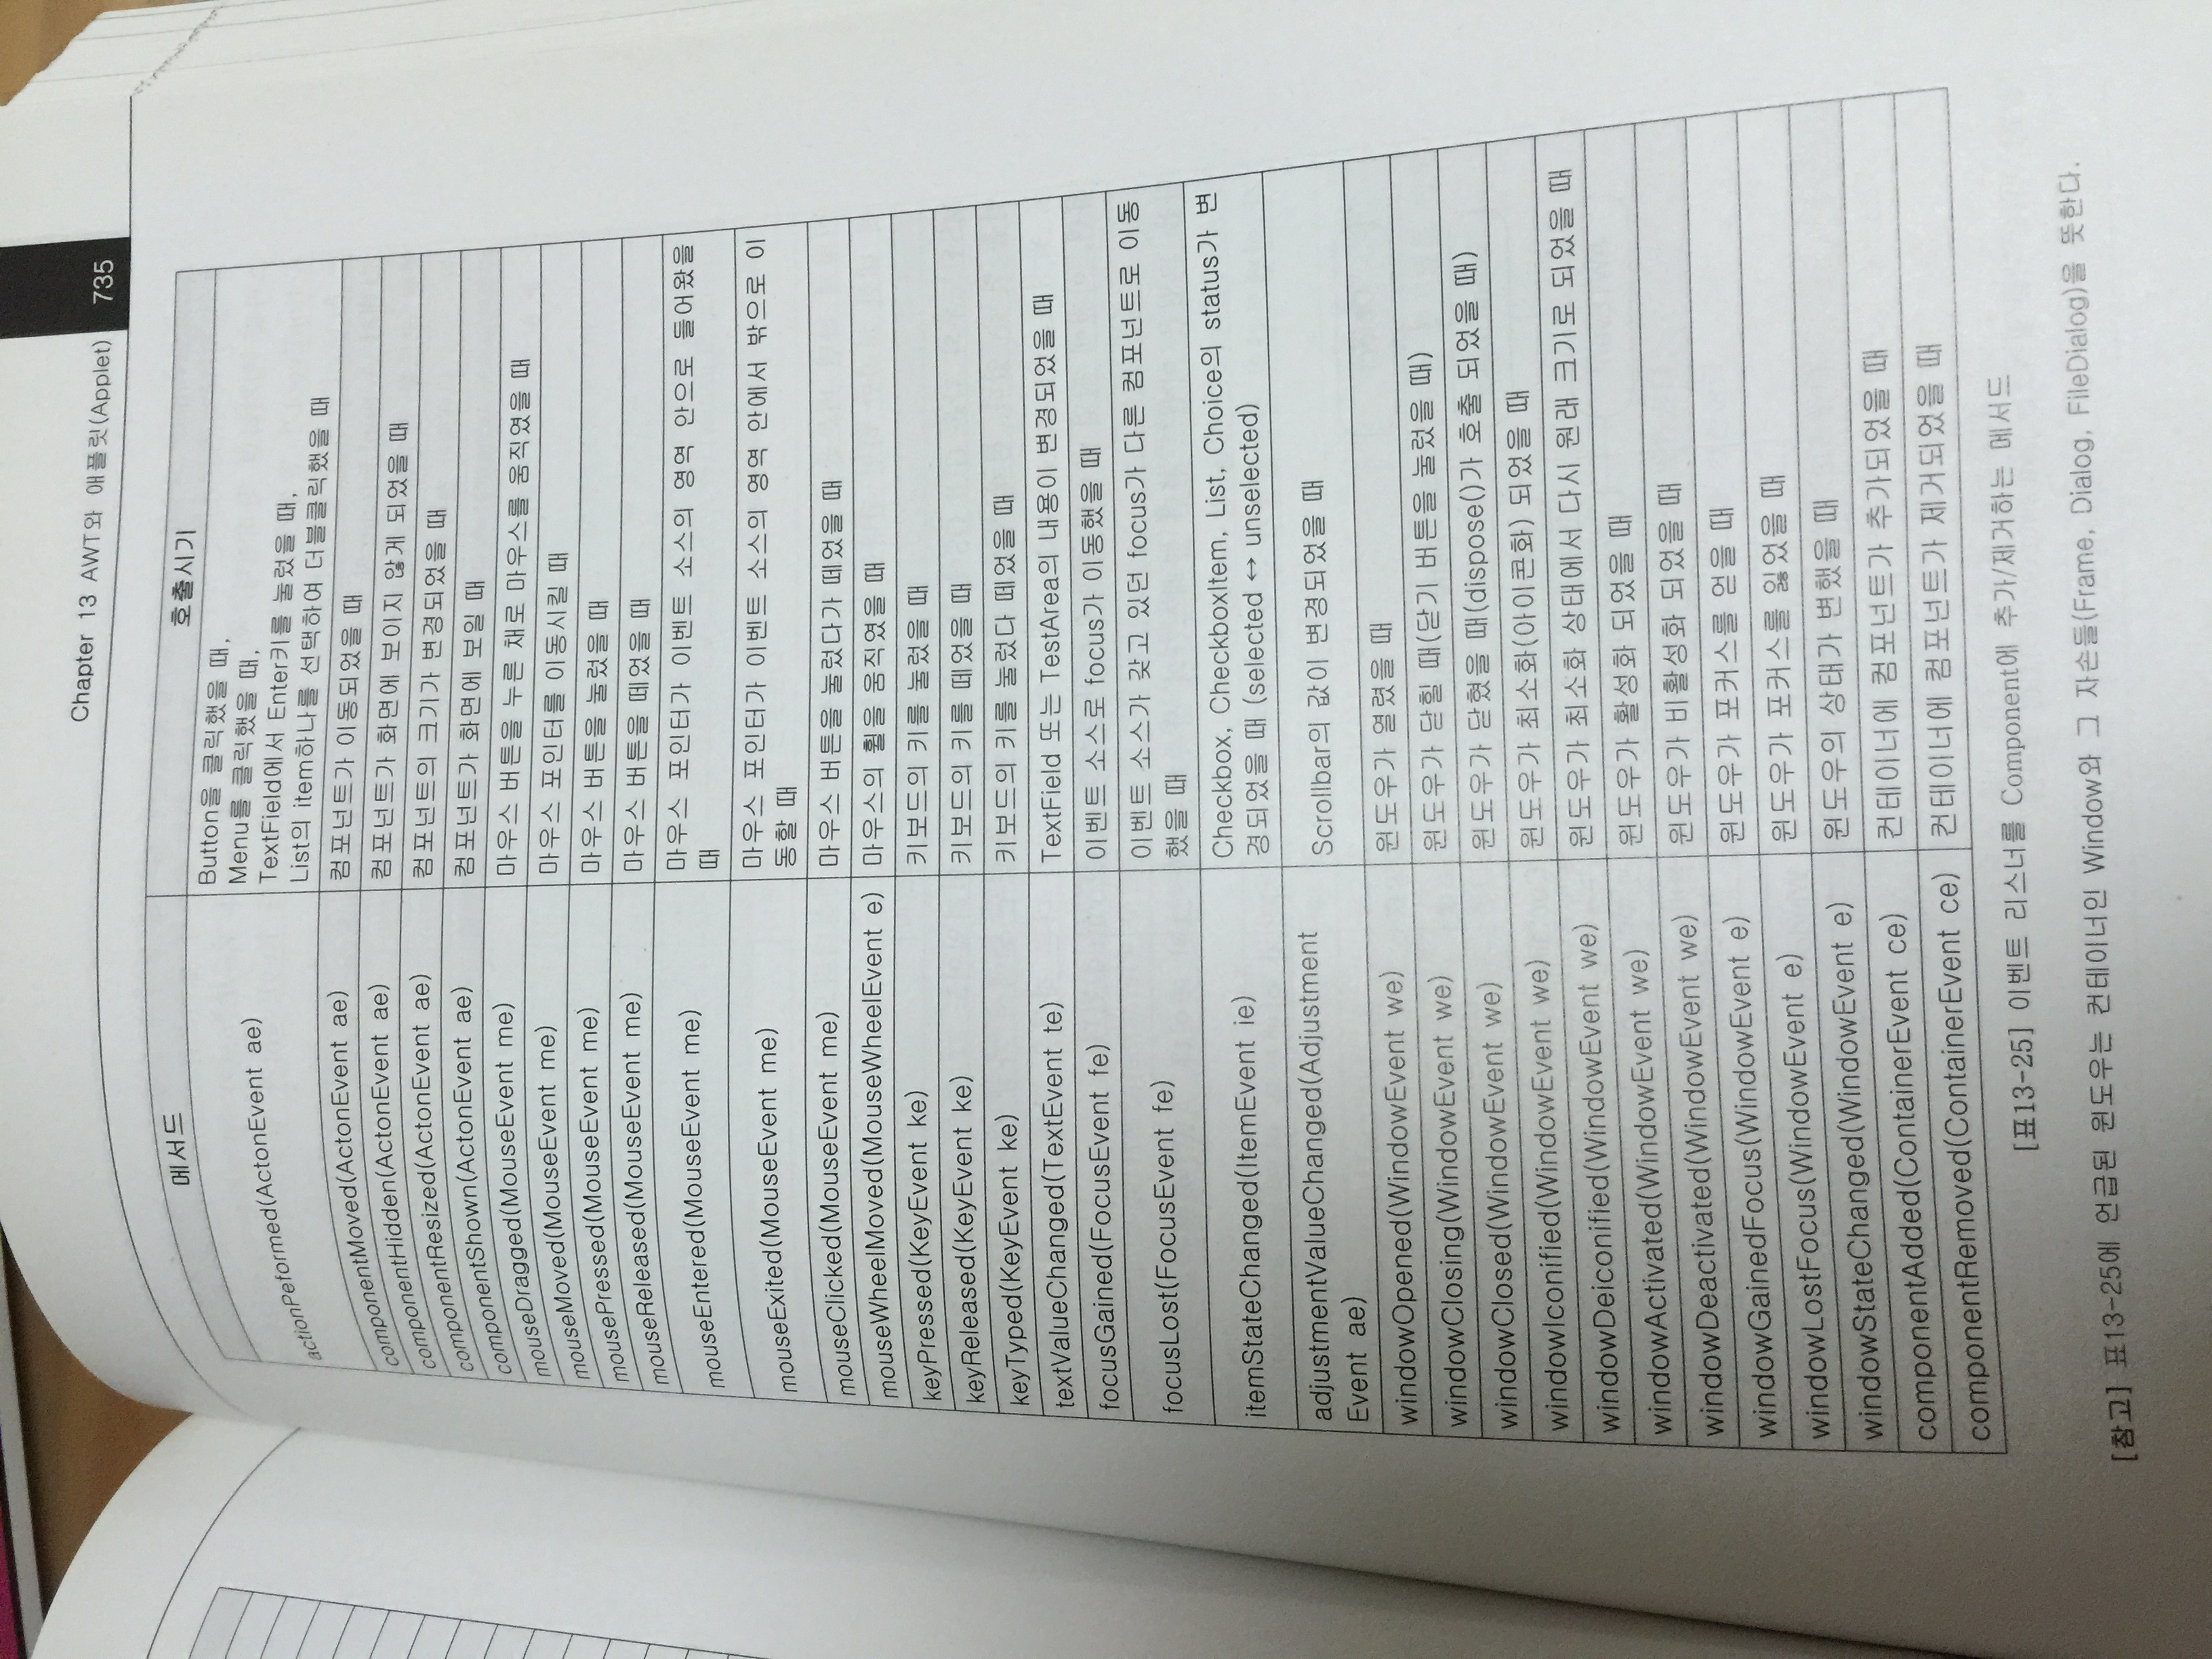 Chapter 13 AWT와 애플릿(Applet) 735
메서드 호출시기
actionPeformed(ActonEvent ae) Button을 클릭했을 때,
Menu를 클릭했을 때,
TextField에서 Enter키를 눌렀을 때,
List의 item하나를 선택하여 더블클릭했을 때
componentMoved(ActonEvent ae) 컴포넌트가 이동되었을 때
componentHidden(ActonEvent ae) 컴포넌트가 화면에 보이지 않게 되었을 때
componentResized(ActonEvent ae) 컴포넌트의 크기가 변경되었을 때
componentShown(ActonEvent ae) 컴포넌트가 화면에 보일 때
mouseDragged(MouseEvent me) 마우스 버튼을 누른 채로 마우스를 움직였을 때
mouseMoved(MouseEvent me) 마우스 포인터를 이동시킬 때
mousePressed(MouseEvent me) 마우스 버튼을 눌렀을 때
mouseReleased(MouseEvent me) 마우스 버튼을 떼었을 때
mouseEntered(MouseEvent me) 마우스 포인터가 이벤트 소스의 영역 안으로 들어왔을
때
mouseExited(MouseEvent me) 마우스 포인터가 이벤트 소스의 영역 안에서 밖으로 이
동할 때
mouseClicked(MouseEvent me) 마우스 버튼을 눌렀다가 떼었을 때
mouseWheelMoved(MouseWheelEvent e) 마우스의 휠을 움직였을 때
keyPressed(KeyEvent ke) 키보드의 키를 눌렀을 때
keyReleased(KeyEvent ke) 키보드의 키를 떼었을 때
keyTyped(KeyEvent ke) 키보드의 키를 눌렀다 떼었을 때
textValueChanged(TextEvent te) TextField 또는 TestArea의 내용이 변경되었을 때
focusGained(FocusEvent fe) 이벤트 소스로 focus가 이동했을 때
focusLost(FocusEvent fe) 이벤트 소스가 갖고 있던 focus가 다른 컴포넌트로 이동
했을 때
itemStateChanged(ItemEvent ie) Checkbox, CheckboxItem, List, Choice의 status가 변
경되었을 때 (selected ↔ unselected)
adjustmentValueChanged(Adjustment
Event ae) Scrollbar의 값이 변경되었을 때
windowOpened(WindowEvent we) 윈도우가 열렸을 때
windowClosing(WindowEvent we) 윈도우가 닫힐 때(닫기 버튼을 눌렀을 때)
windowClosed(WindowEvent we) 윈도우가 닫혔을 때(dispose()가 호출 되었을 때)
windowIconified(WindowEvent we) 윈도우가 최소화(아이콘화) 되었을 때
windowDeiconified(WindowEvent we) 윈도우가 최소화 상태에서 다시 원래 크기로 되었을 때
windowActivated(WindowEvent we) 윈도우가 활성화 되었을 때
windowDeactivated(WindowEvent we) 윈도우가 비활성화 되었을 때
windowGainedFocus(WindowEvent e) 윈도우가 포커스를 얻을 때
windowLostFocus(WindowEvent e) 윈도우가 포커스를 잃었을 때
windowStateChanged(WindowEvent e) 윈도우의 상태가 변했을 때
componentAdded(ContainerEvent ce) 컨테이너에 컴포넌트가 추가되었을 때
componentRemoved(ContainerEvent ce) 컨테이너에 컴포넌트가 제거되었을 때
[표13-25] 이벤트 리스너를 Component에 추가/제거하는 메서드
[참고] 표13-25에 언급된 윈도우는 컨테이너인 Window와 그 자손들(Frame, Dialog, FileDialog)을 뜻한다.